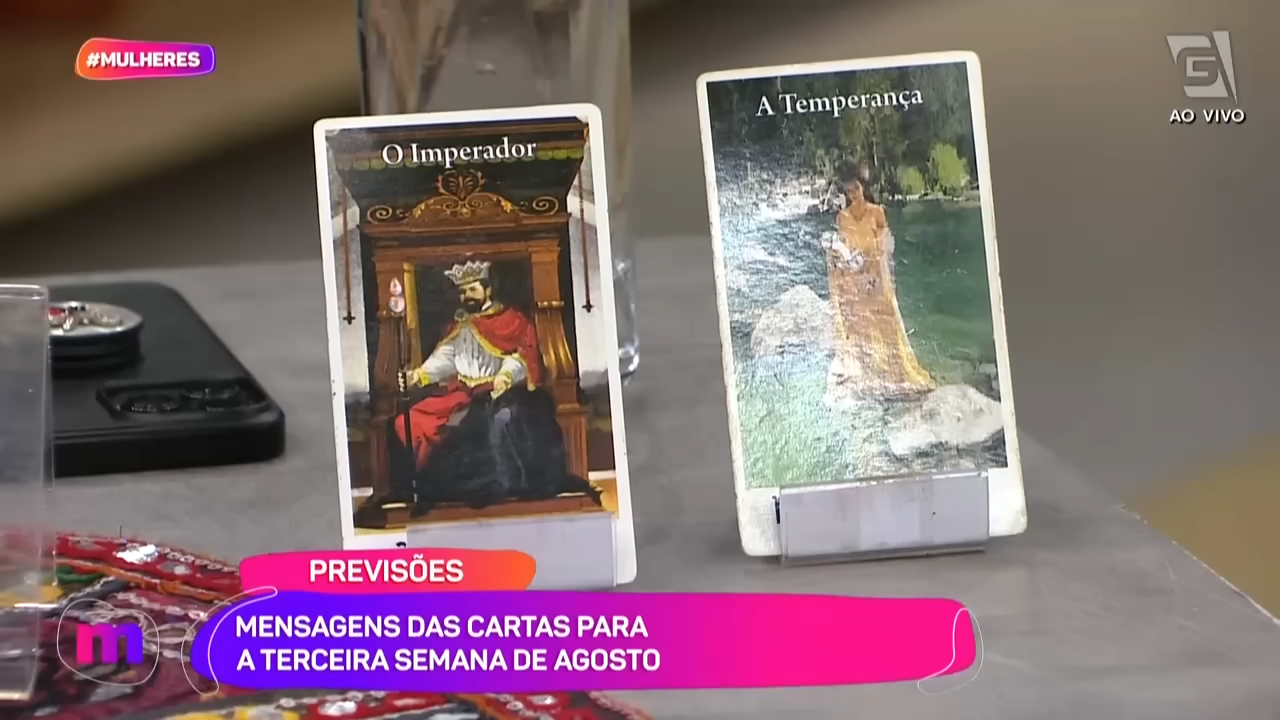 #MULHERES
AO VIVO
O Imperador
A Temperança
PREVISÕES
m
MENSAGENS DAS CARTAS PARA
A TERCEIRA SEMANA DE AGOSTO